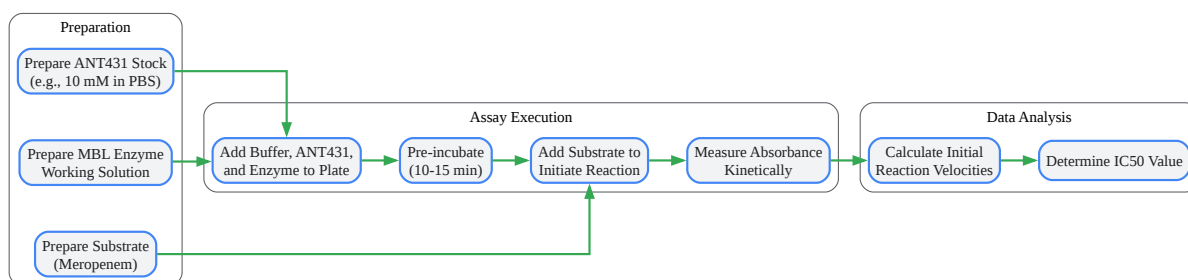 Preparation
Prepare ANT431 Stock
(e.g., 10 mM in PBS)
Prepare MBL Enzyme
Working Solution
Prepare Substrate
(Meropenem)
Assay Execution
Add Buffer, ANT431,
and Enzyme to Plate
Pre-incubate
(10-15 min)
Add Substrate to
Initiate Reaction
Measure Absorbance
Kinetically
Data Analysis
Calculate Initial
Reaction Velocities
Determine IC50 Value